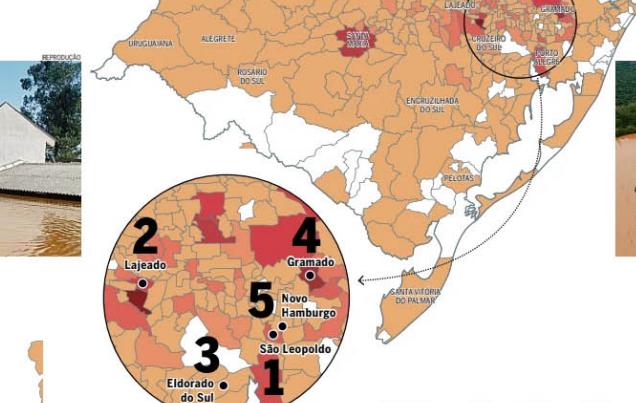 LAJEADO
GRAMADO
URUGUAIANA
ALEGRETE
SANTA
MARIA
CRUZEIRO
DO SUL
PORTO
ALEGRE
REPRODUÇÃO
ROSÁRIO
DO SUL
ENCRUZILHADA
DO SUL
PELOTAS
SANTA VITÓRIA
DO PALMAR
2
Lajeado
4
Gramado
5
Novo
Hamburgo
São Leopoldo
3
Eldorado
do Sul
1